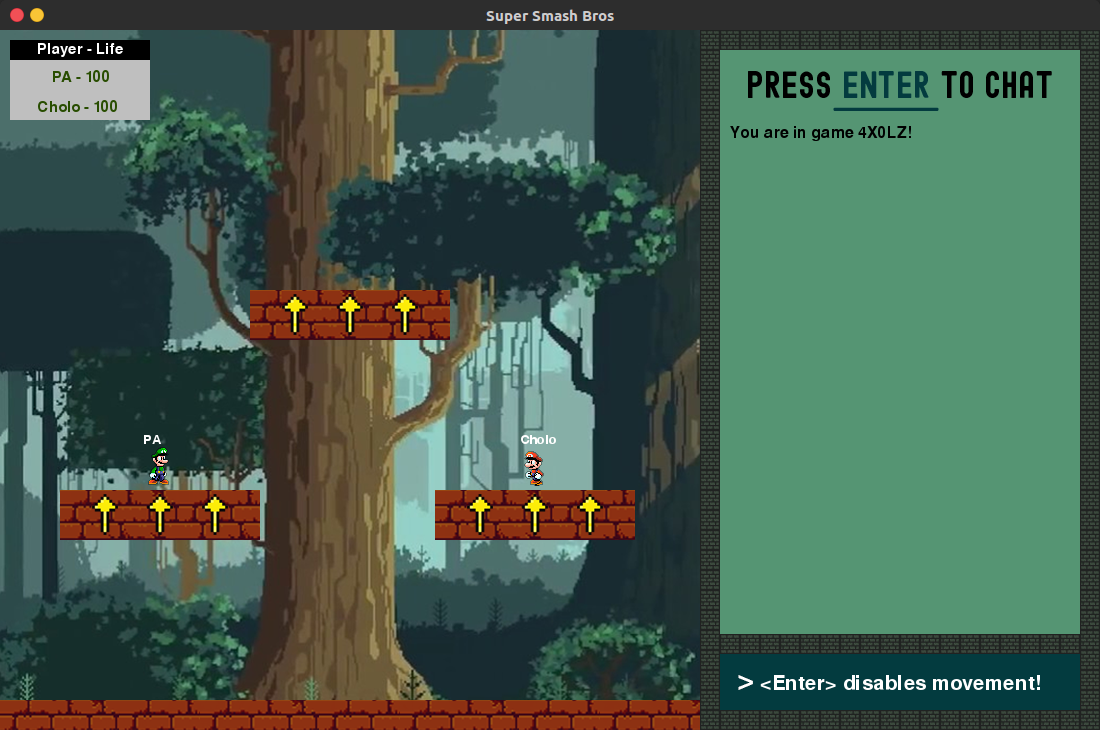 Super Smash Bros
Player - Life
PA - 100
Cholo - 100
PRESS ENTER TO CHAT
You are in game 4X0LZ!
PA
Cholo
> <Enter> disables movement!